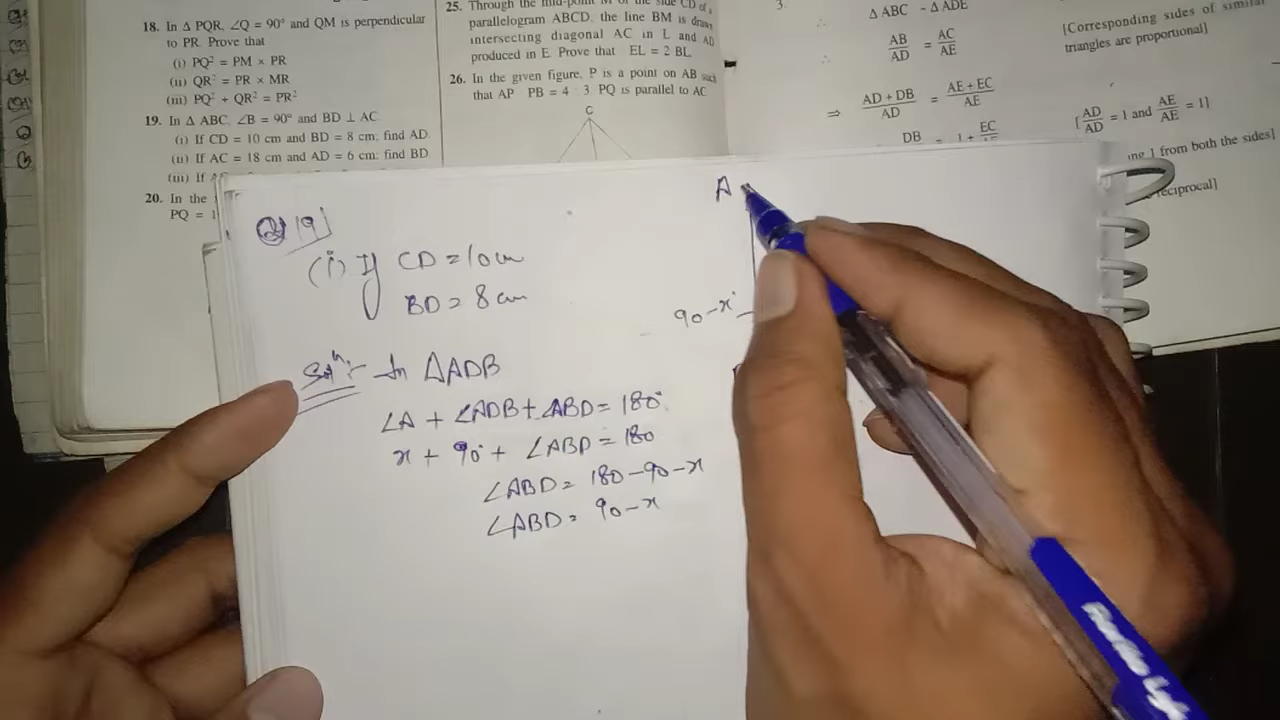 18. In Δ PQR, ∠Q = 90° and QM is perpendicular
to PR. Prove that
(i) PQ² = PM × PR
(ii) QR² = PR × MR
(iii) PQ² + QR² = PR²
19. In Δ ABC, ∠B = 90° and BD ⊥ AC.
(i) If CD = 10 cm and BD = 8 cm; find AD.
(ii) If AC = 18 cm and AD = 6 cm; find BD.
(iii) If
20. In the
PQ = 1
25. Through the mid-point M of the side CD of a
parallelogram ABCD, the line BM is drawn
intersecting diagonal AC in L and AD
produced in E. Prove that EL = 2 BL.
26. In the given figure, P is a point on AB such
that AP : PB = 4 : 3. PQ is parallel to AC.
C
3.
∴ Δ ABC ~ Δ ADE
∴ AB/AD = AC/AE
[Corresponding sides of similar
triangles are proportional]
⇒ AD + DB/AD = AE + EC/AE
[AD/AD = 1 and AE/AE = 1]
DB = 1 + EC
1 from both the sides]
reciprocal]
Q 19
(i) If CD = 10 cm
BD = 8 cm
Solⁿ:- In ΔADB
∠A + ∠ADB + ∠ABD = 180°
x + 90° + ∠ABD = 180
∠ABD = 180 - 90 - x
∠ABD = 90 - x
A
90 - x°